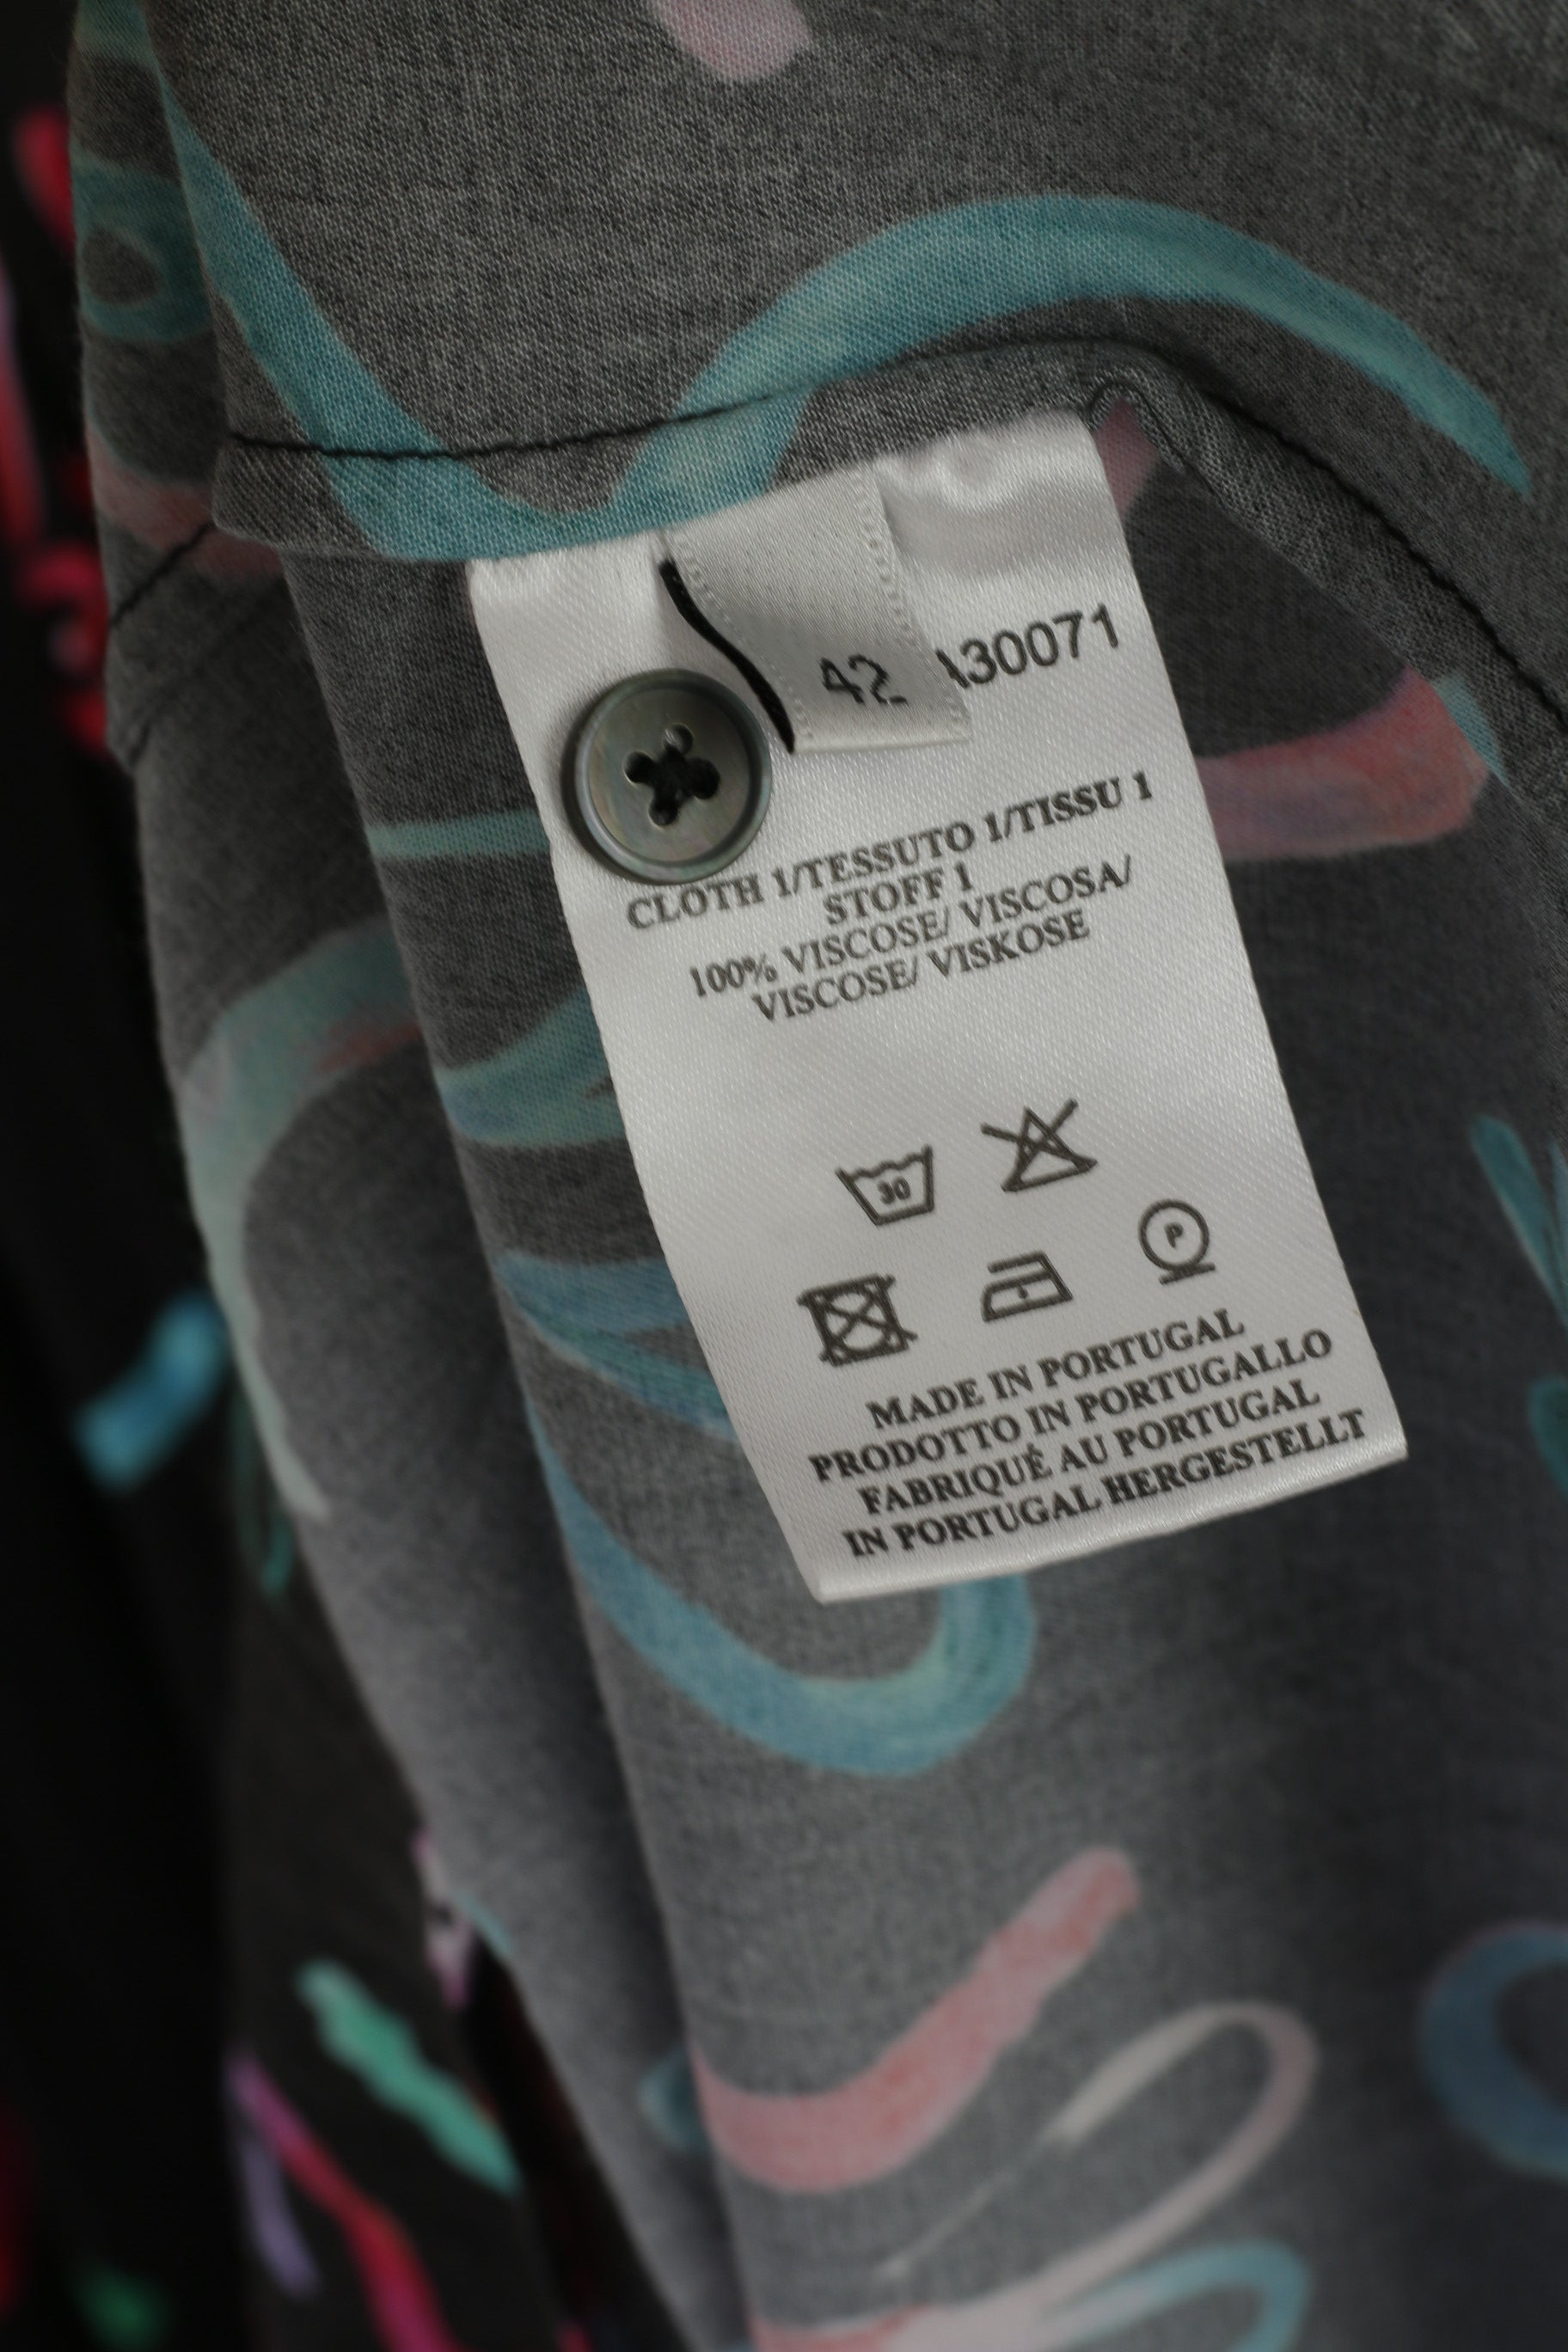 42
A30071
CLOTH 1/TESSUTO 1/TISSU 1
STOFF 1
100% VISCOSE/ VISCOSA/
VISCOSE/ VISKOSE
30
P
MADE IN PORTUGAL
PRODOTTO IN PORTUGALLO
FABRIQUÉ AU PORTUGAL
IN PORTUGAL HERGESTELLT